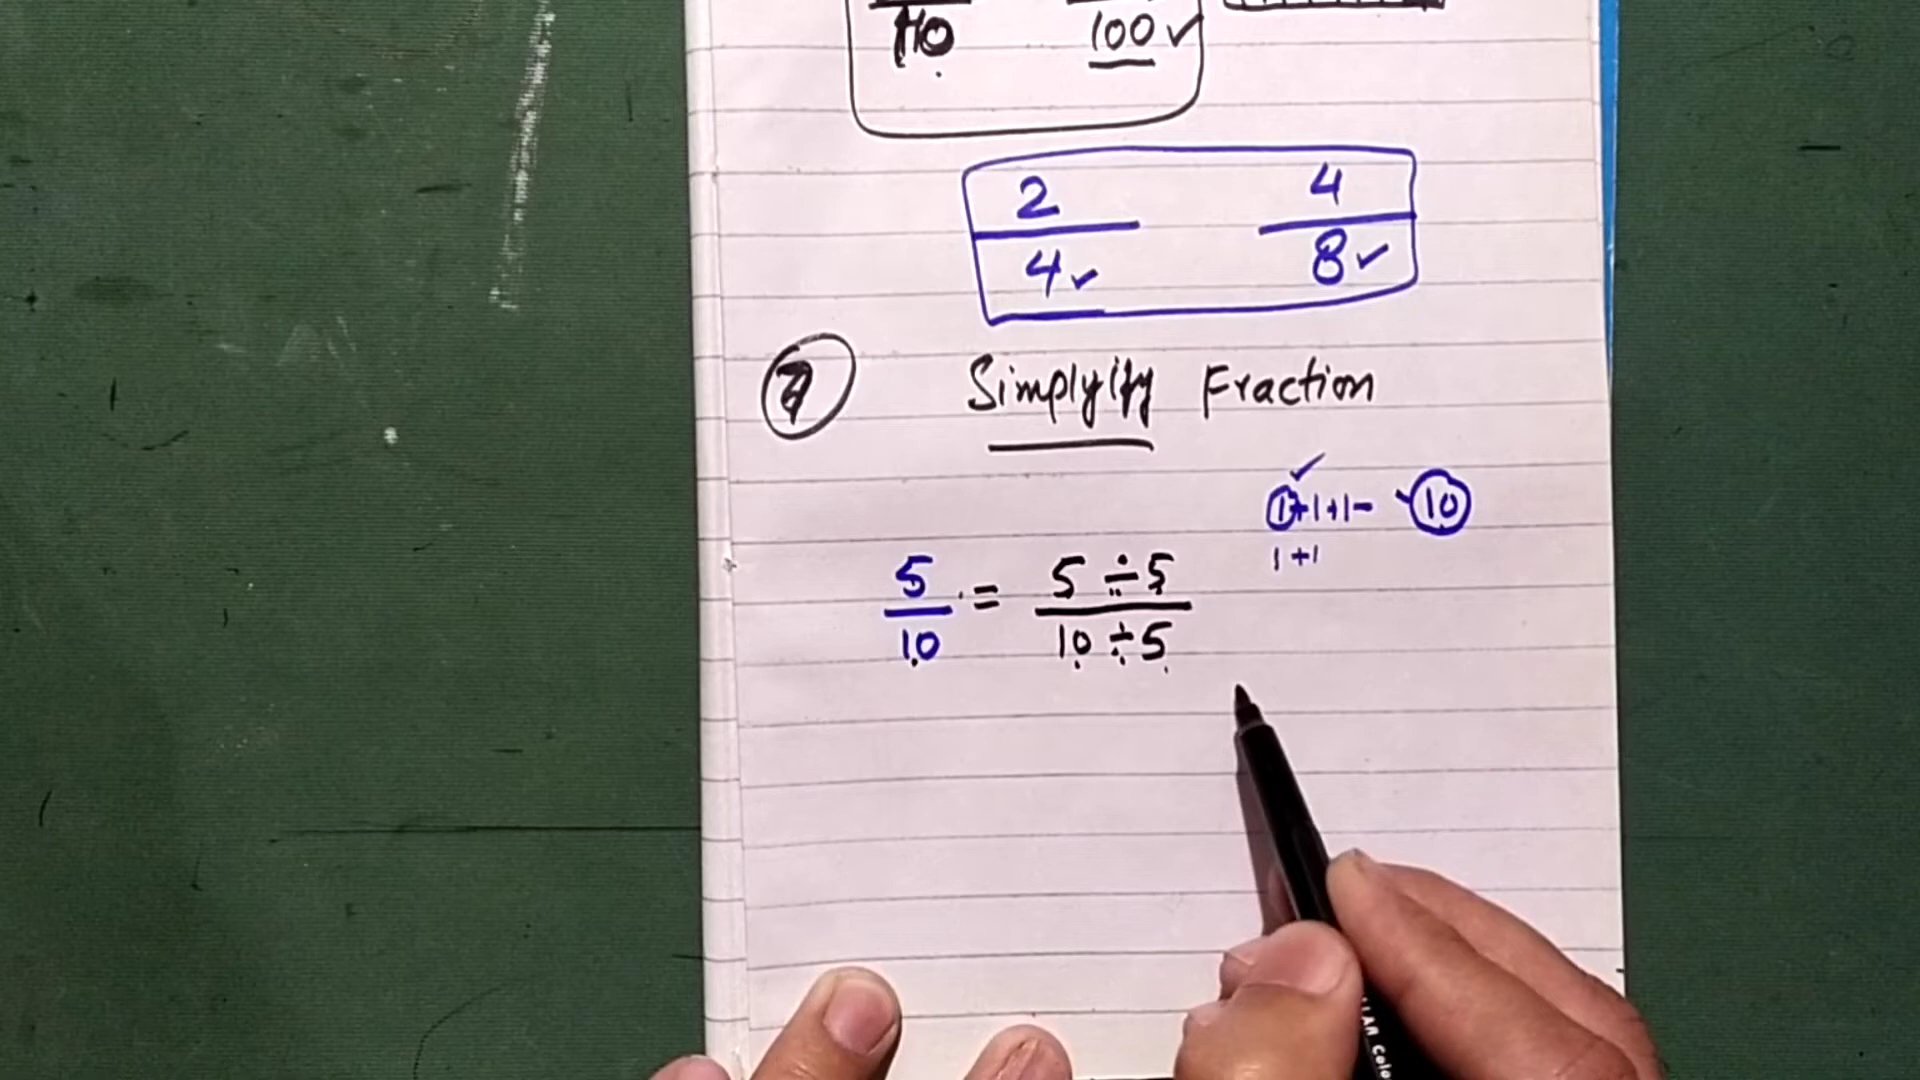 10 100 ✓
2 4
4 ✓ 8 ✓
7 Simplyify Fraction
1+1+1- 10
1+1
5 = 5 ÷ 5
10 10 ÷ 5